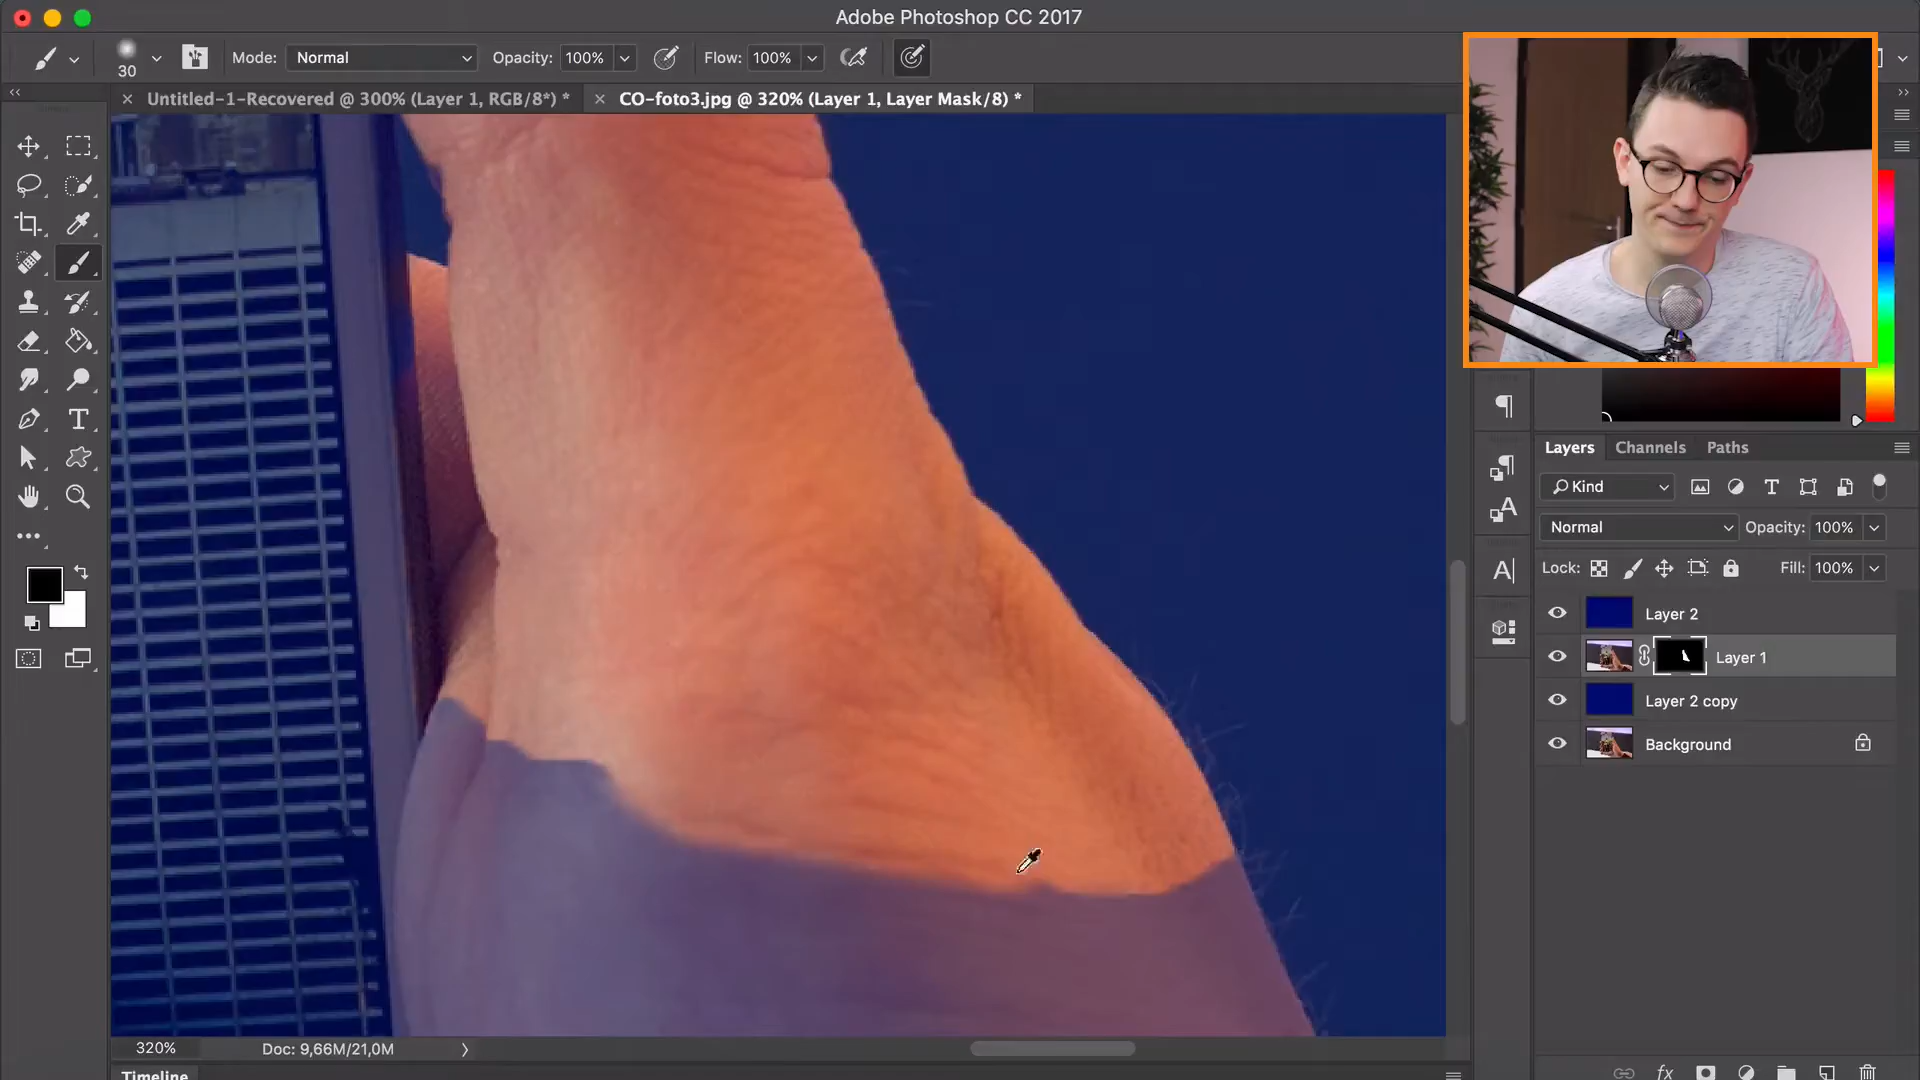 Adobe Photoshop CC 2017
30
Mode: Normal Opacity: 100% Flow: 100%
Untitled-1-Recovered @ 300% (Layer 1, RGB/8*) *
CO-foto3.jpg @ 320% (Layer 1, Layer Mask/8) *
Layers Channels Paths
Kind
Normal Opacity: 100%
Lock: Fill: 100%
Layer 2
Layer 1
Layer 2 copy
Background
320% Doc: 9,66M/21,0M
Timeline